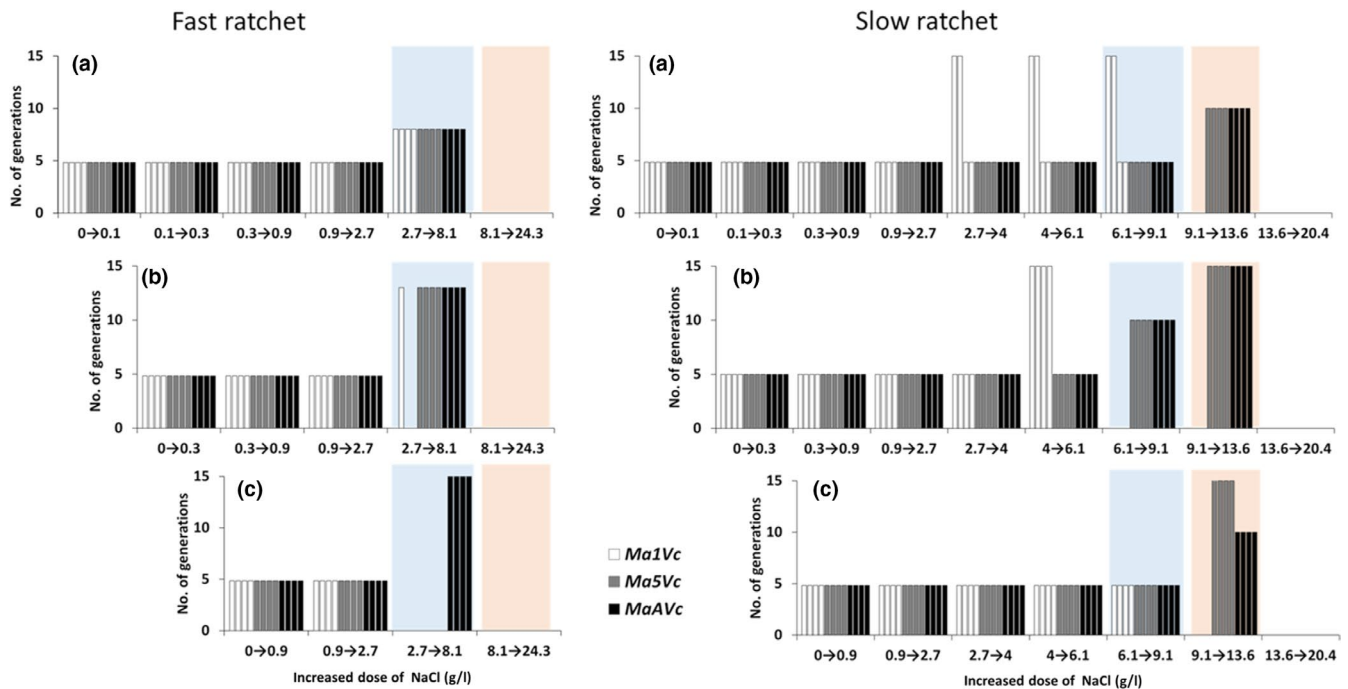 Fast ratchet
(a)
No. of generations
15
10
5
0
0→0.1 0.1→0.3 0.3→0.9 0.9→2.7 2.7→8.1 8.1→24.3
(b)
No. of generations
15
10
5
0
0→0.3 0.3→0.9 0.9→2.7 2.7→8.1 8.1→24.3
(c)
No. of generations
15
10
5
0
0→0.9 0.9→2.7 2.7→8.1 8.1→24.3
Increased dose of NaCl (g/l)
Ma1Vc
Ma5Vc
MaAVc
Slow ratchet
(a)
No. of generations
15
10
5
0
0→0.1 0.1→0.3 0.3→0.9 0.9→2.7 2.7→4 4→6.1 6.1→9.1 9.1→13.6 13.6→20.4
(b)
No. of generations
15
10
5
0
0→0.3 0.3→0.9 0.9→2.7 2.7→4 4→6.1 6.1→9.1 9.1→13.6 13.6→20.4
(c)
No. of generations
15
10
5
0
0→0.9 0.9→2.7 2.7→4 4→6.1 6.1→9.1 9.1→13.6 13.6→20.4
Increased dose of NaCl (g/l)